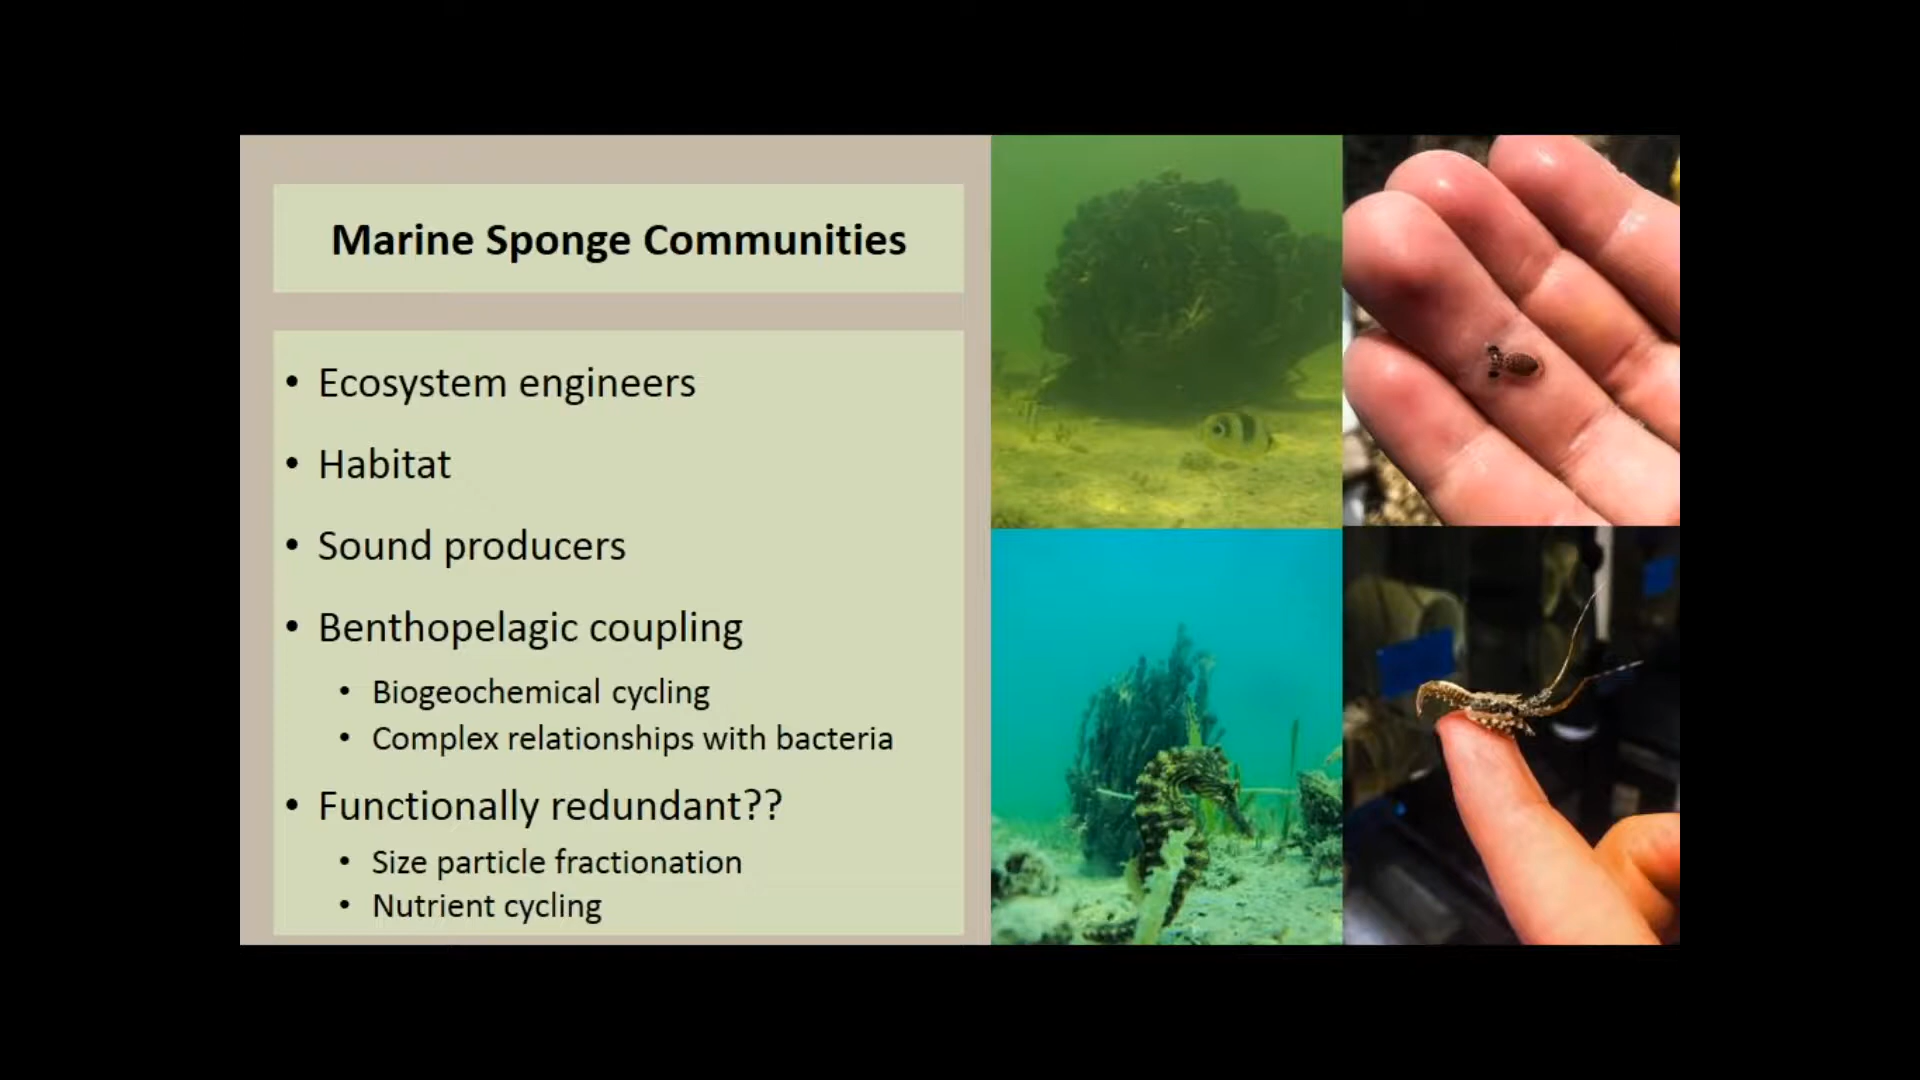 Marine Sponge Communities
• Ecosystem engineers
• Habitat
• Sound producers
• Benthopelagic coupling
• Biogeochemical cycling
• Complex relationships with bacteria
• Functionally redundant??
• Size particle fractionation
• Nutrient cycling